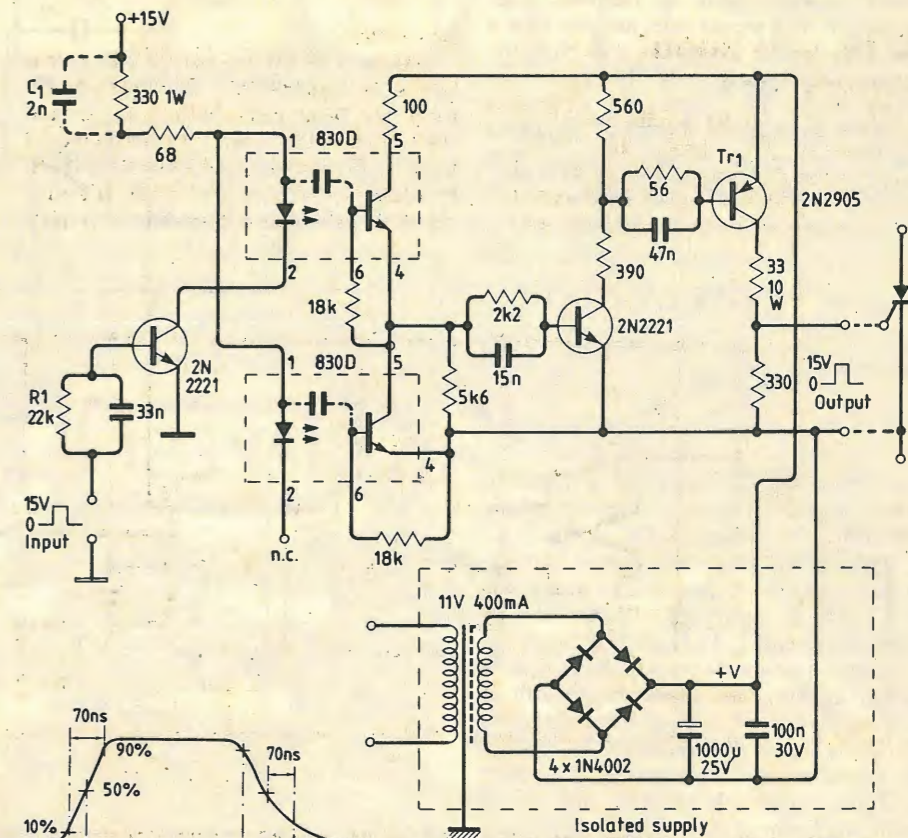 +15V
C1
2n
330 1W
68
1
830D
5
100
2
6
4
18k
2N
2221
R1
22k
33n
15V
0
Input
1
830D
5
2
6
4
n.c.
18k
2k2
15n
5k6
560
56
47n
390
2N2221
Tr1
2N2905
33
10
W
330
15V
0
Output
11V 400mA
+V
4 x 1N4002
1000μ
25V
100n
30V
Isolated supply
70ns
90%
70ns
50%
10%